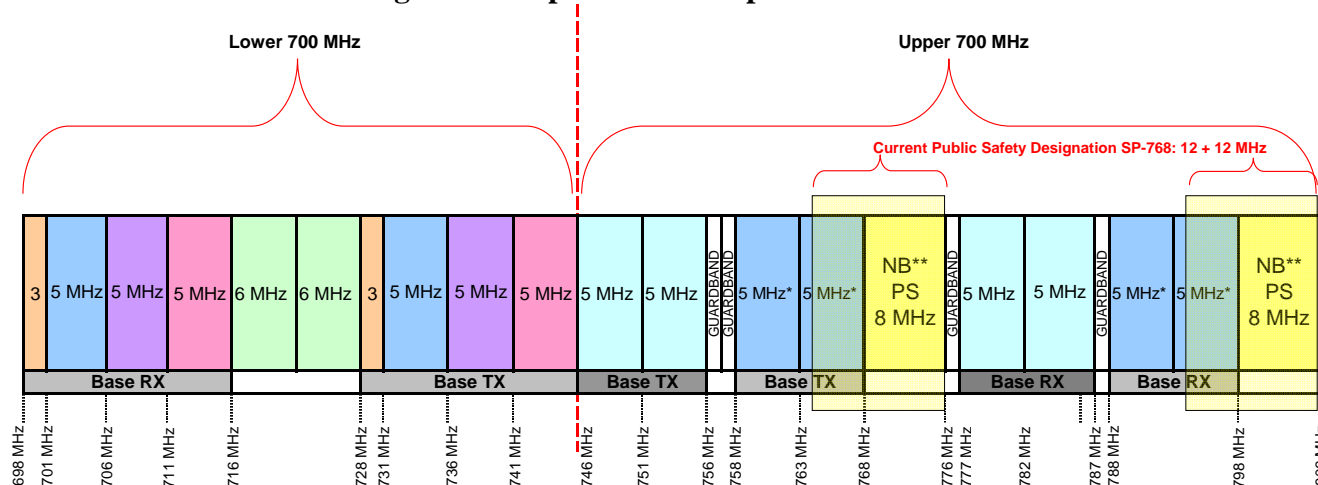 Lower 700 MHz
Upper 700 MHz
Current Public Safety Designation SP-768: 12 + 12 MHz
3
5 MHz
5 MHz
5 MHz
6 MHz
6 MHz
3
5 MHz
5 MHz
5 MHz
5 MHz
5 MHz
GUARDBAND
GUARDBAND
5 MHz*
5 MHz*
NB**
PS
8 MHz
GUARDBAND
5 MHz
5 MHz
GUARDBAND
5 MHz*
5 MHz*
NB**
PS
8 MHz
Base RX
Base TX
Base TX
Base TX
Base RX
Base RX
698 MHz
701 MHz
706 MHz
711 MHz
716 MHz
728 MHz
731 MHz
736 MHz
741 MHz
746 MHz
751 MHz
756 MHz
758 MHz
763 MHz
768 MHz
776 MHz
777 MHz
782 MHz
787 MHz
788 MHz
798 MHz